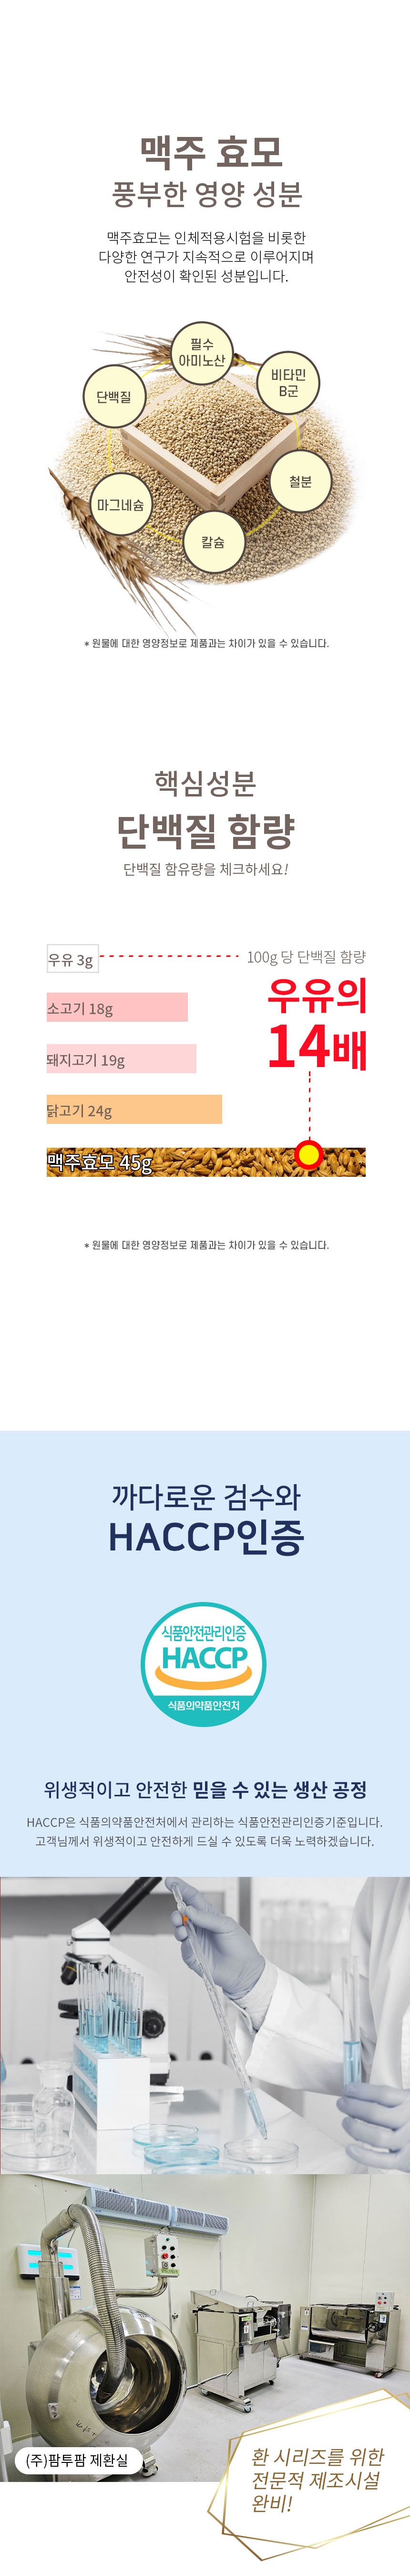 맥주 효모
풍부한 영양 성분
맥주효모는 인체적용시험을 비롯한
다양한 연구가 지속적으로 이루어지며
안전성이 확인된 성분입니다.
필수
아미노산
비타민
B군
단백질
철분
마그네슘
칼슘
* 원물에 대한 영양정보로 제품과는 차이가 있을 수 있습니다.
핵심성분
단백질 함량
단백질 함유량을 체크하세요!
우유 3g
100g 당 단백질 함량
우유의
14배
소고기 18g
돼지고기 19g
닭고기 24g
맥주효모 45g
* 원물에 대한 영양정보로 제품과는 차이가 있을 수 있습니다.
까다로운 검수와
HACCP인증
식품안전관리인증
HACCP
식품의약품안전처
위생적이고 안전한 믿을 수 있는 생산 공정
HACCP은 식품의약품안전처에서 관리하는 식품안전관리인증기준입니다.
고객님께서 위생적이고 안전하게 드실 수 있도록 더욱 노력하겠습니다.
(주)팜투팜 제환실
환 시리즈를 위한
전문적 제조시설
완비!